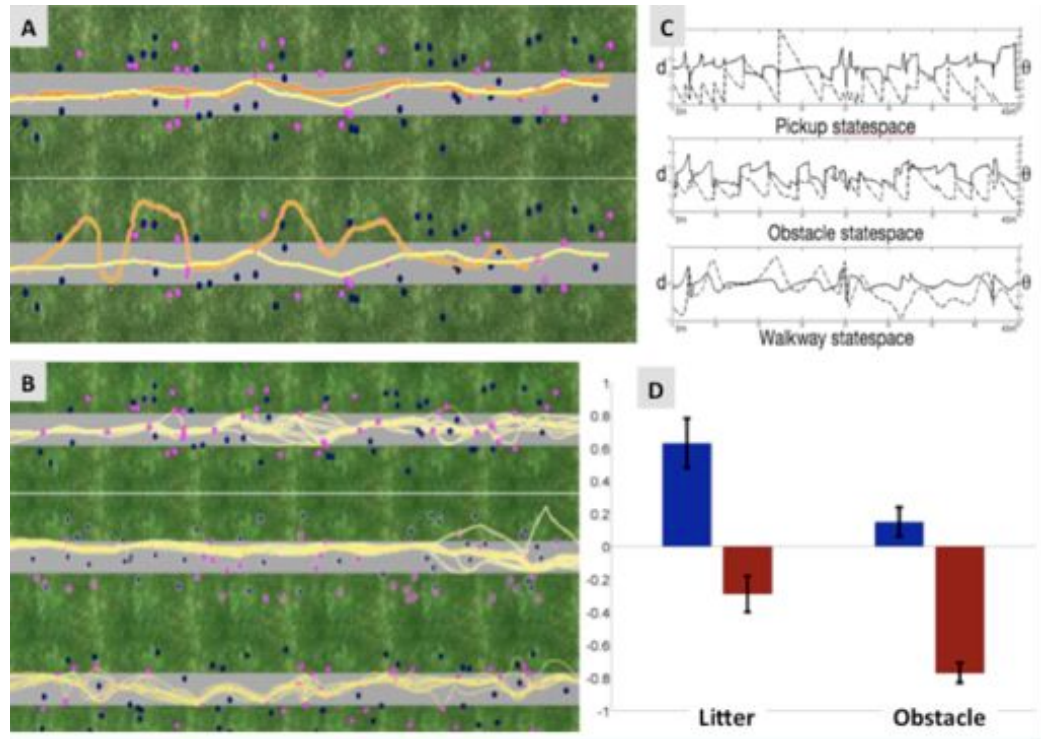 A
C
d
θ
Pickup statespace
d
θ
Obstacle statespace
d
θ
Walkway statespace
B
D
1
0.8
0.6
0.4
0.2
0
-0.2
-0.4
-0.6
-0.8
-1
Litter
Obstacle